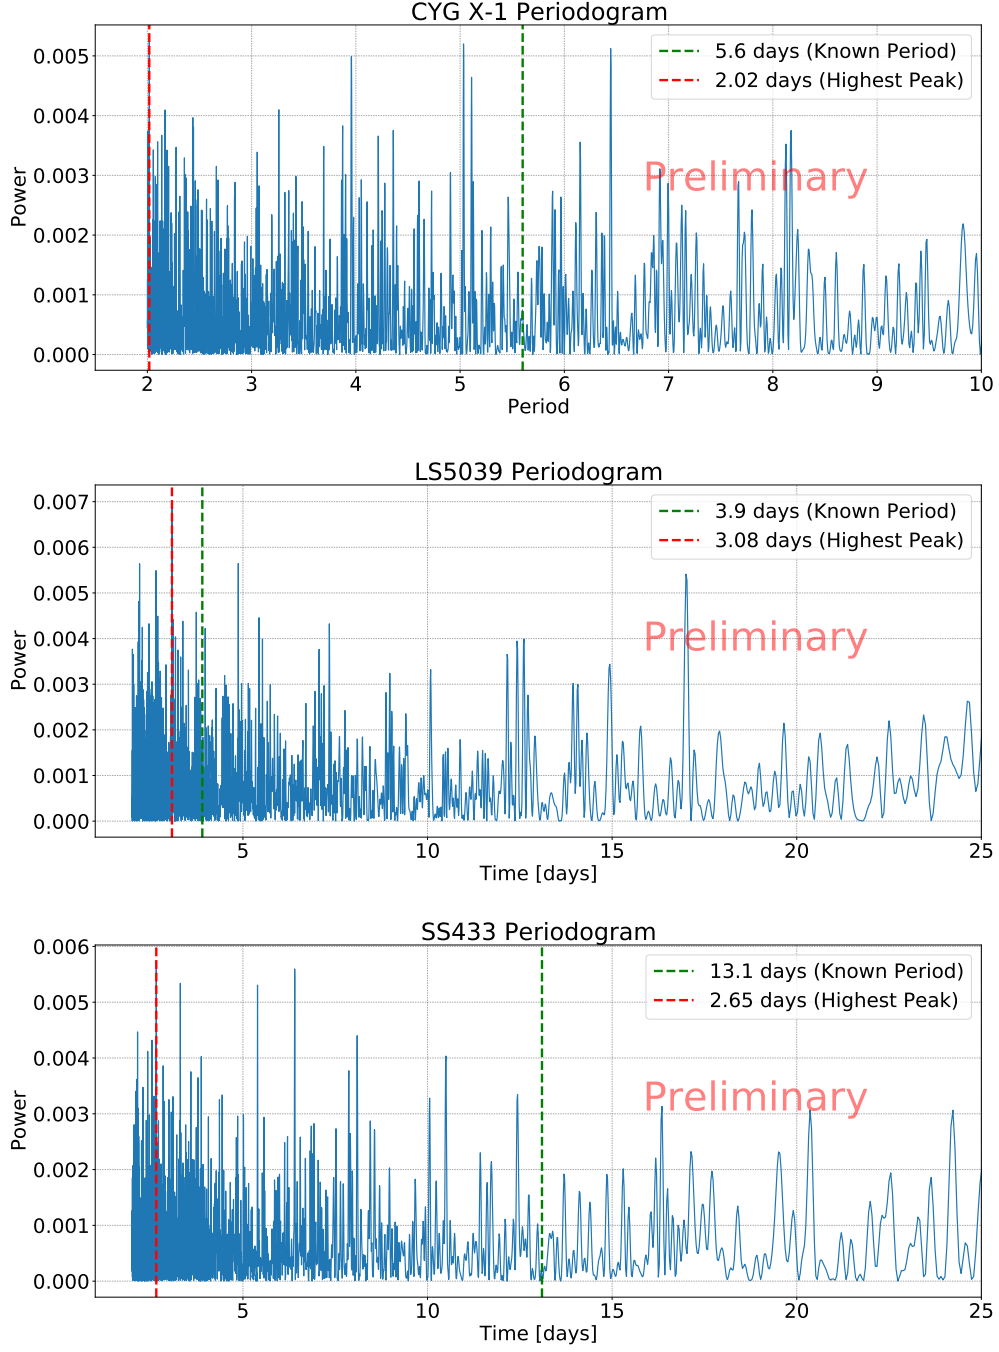 CYG X-1 Periodogram
5.6 days (Known Period)
2.02 days (Highest Peak)
Preliminary
Power
0.005
0.004
0.003
0.002
0.001
0.000
2 3 4 5 6 7 8 9 10
Period
LS5039 Periodogram
3.9 days (Known Period)
3.08 days (Highest Peak)
Preliminary
Power
0.007
0.006
0.005
0.004
0.003
0.002
0.001
0.000
5 10 15 20 25
Time [days]
SS433 Periodogram
13.1 days (Known Period)
2.65 days (Highest Peak)
Preliminary
Power
0.006
0.005
0.004
0.003
0.002
0.001
0.000
5 10 15 20 25
Time [days]